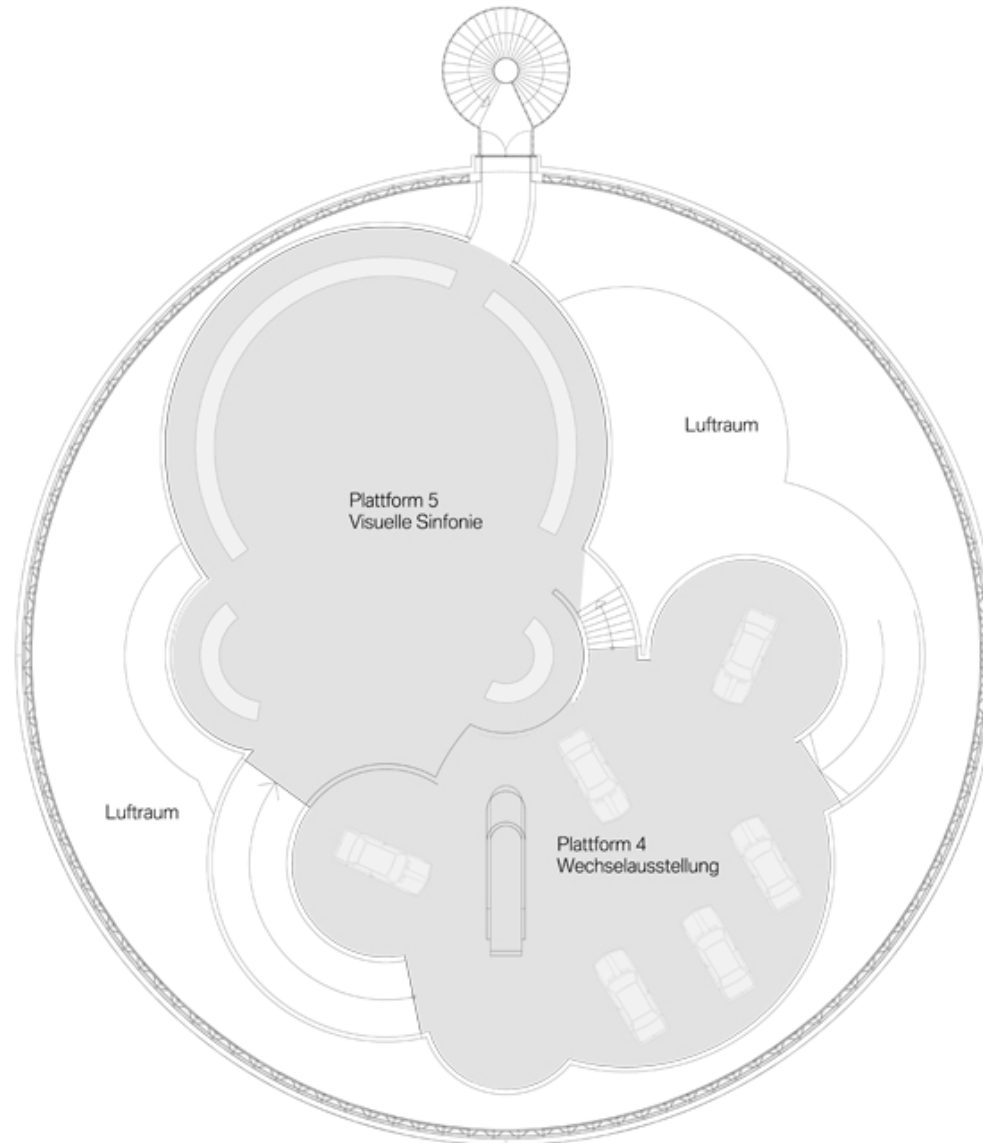 Luftraum
Plattform 5
Visuelle Sinfonie
Luftraum
Plattform 4
Wechselausstellung